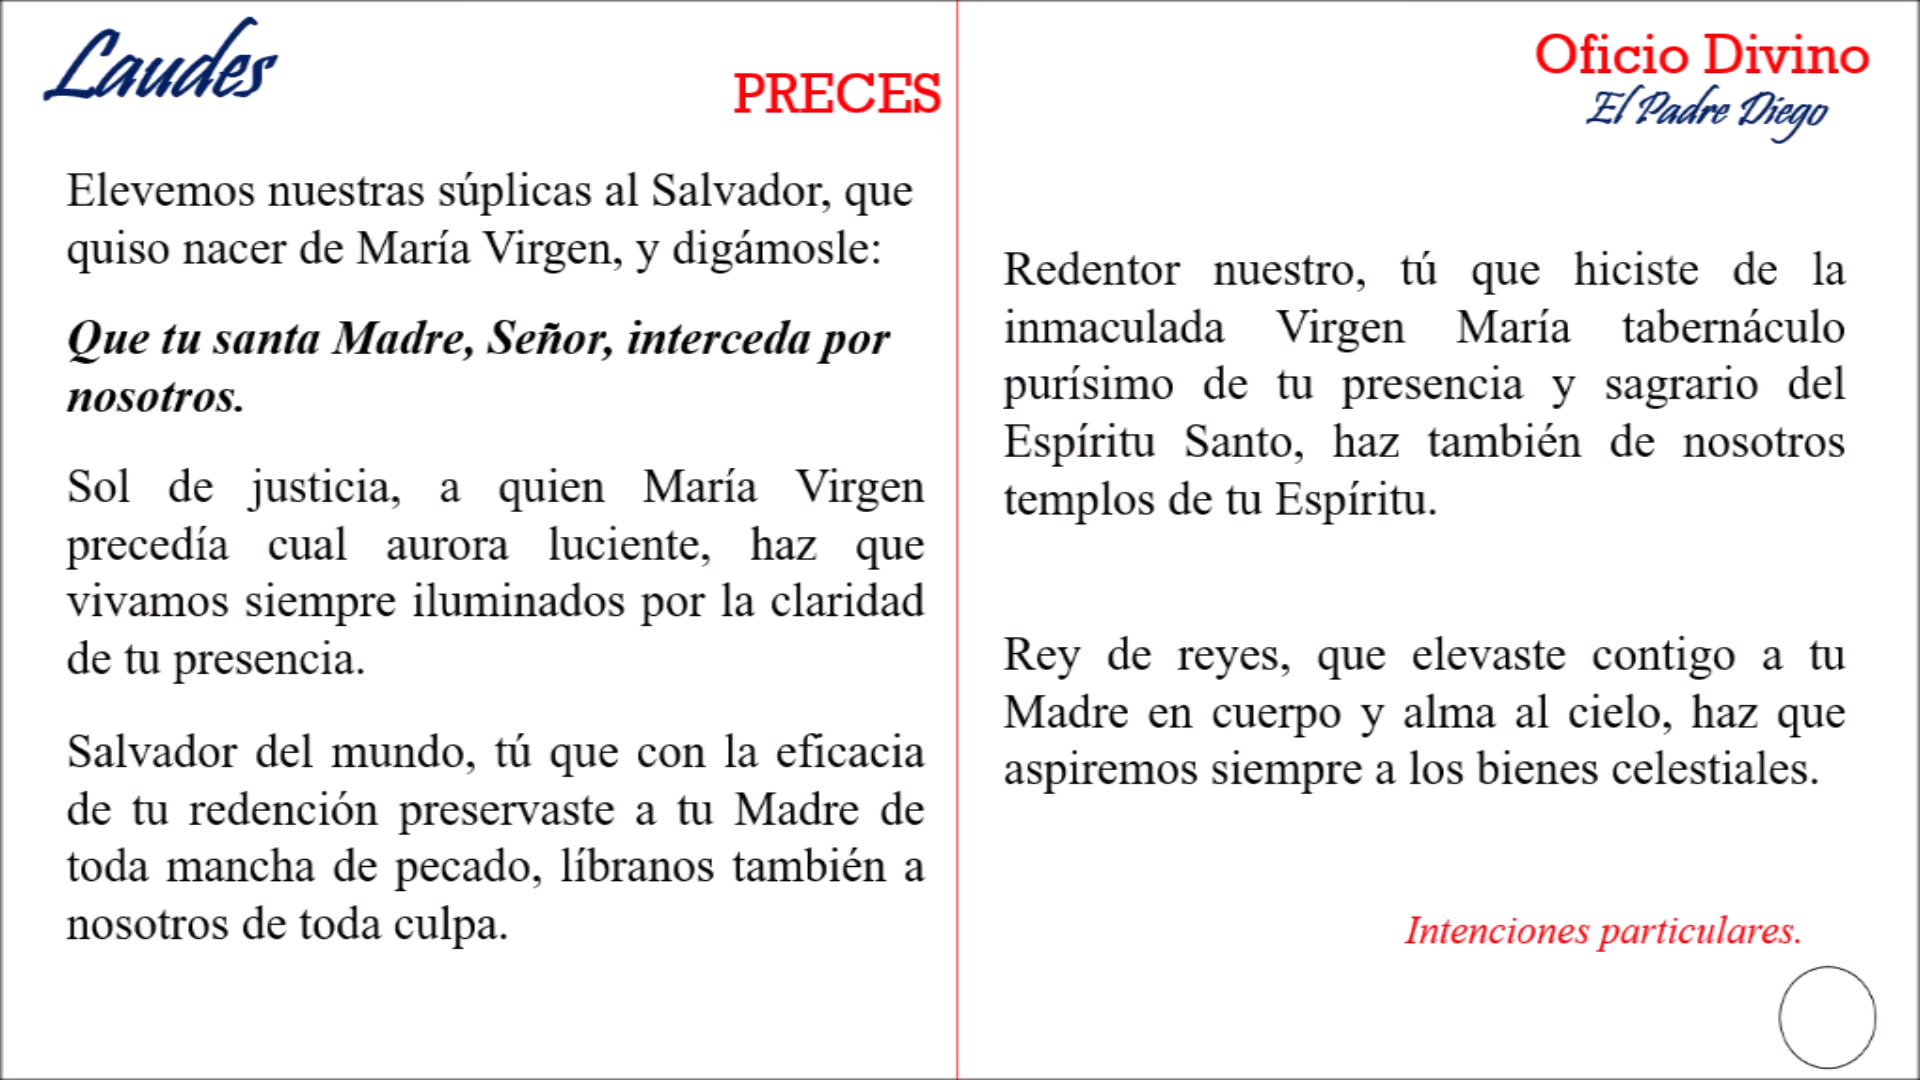 Laudes
PRECES
Elevemos nuestras súplicas al Salvador, que
quiso nacer de María Virgen, y digámosle:
Que tu santa Madre, Señor, interceda por
nosotros.
Sol de justicia, a quien María Virgen
precedía cual aurora luciente, haz que
vivamos siempre iluminados por la claridad
de tu presencia.
Salvador del mundo, tú que con la eficacia
de tu redención preservaste a tu Madre de
toda mancha de pecado, líbranos también a
nosotros de toda culpa.
Oficio Divino
El Padre Diego
Redentor nuestro, tú que hiciste de la
inmaculada Virgen María tabernáculo
purísimo de tu presencia y sagrario del
Espíritu Santo, haz también de nosotros
templos de tu Espíritu.
Rey de reyes, que elevaste contigo a tu
Madre en cuerpo y alma al cielo, haz que
aspiremos siempre a los bienes celestiales.
Intenciones particulares.